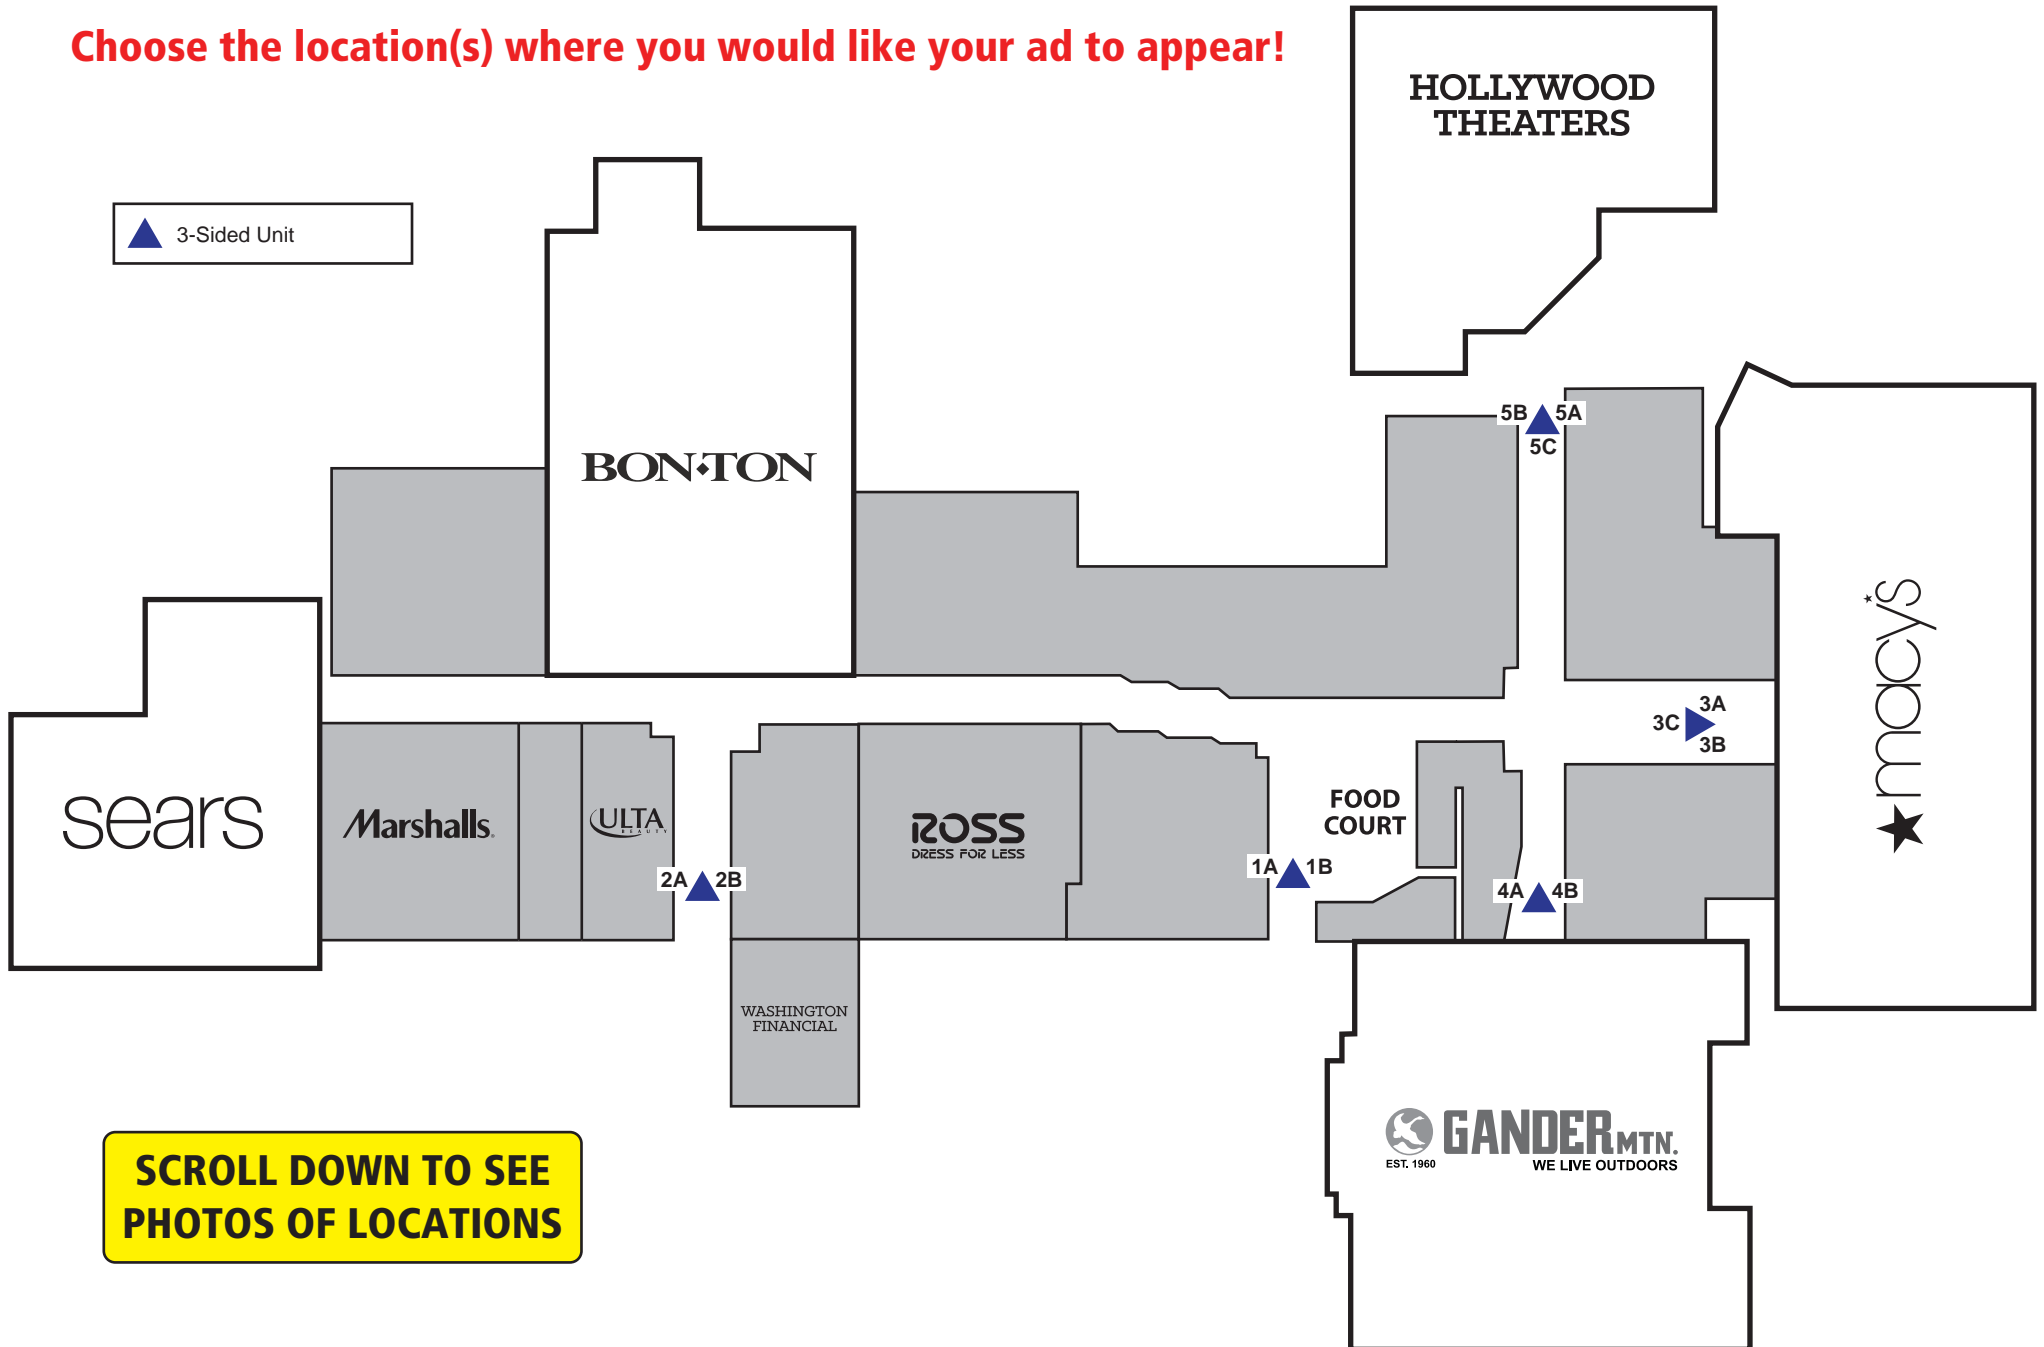 Choose the location(s) where you would like your ad to appear!
HOLLYWOOD
THEATERS
3-Sided Unit
BON•TON
5B 5A
5C
macy's
3A
3C
3B
sears
Marshalls.
ULTA
BEAUTY
ROSS
DRESS FOR LESS
FOOD
COURT
2A 2B
1A 1B
4A 4B
WASHINGTON
FINANCIAL
GANDER MTN.
EST. 1960
WE LIVE OUTDOORS
SCROLL DOWN TO SEE
PHOTOS OF LOCATIONS